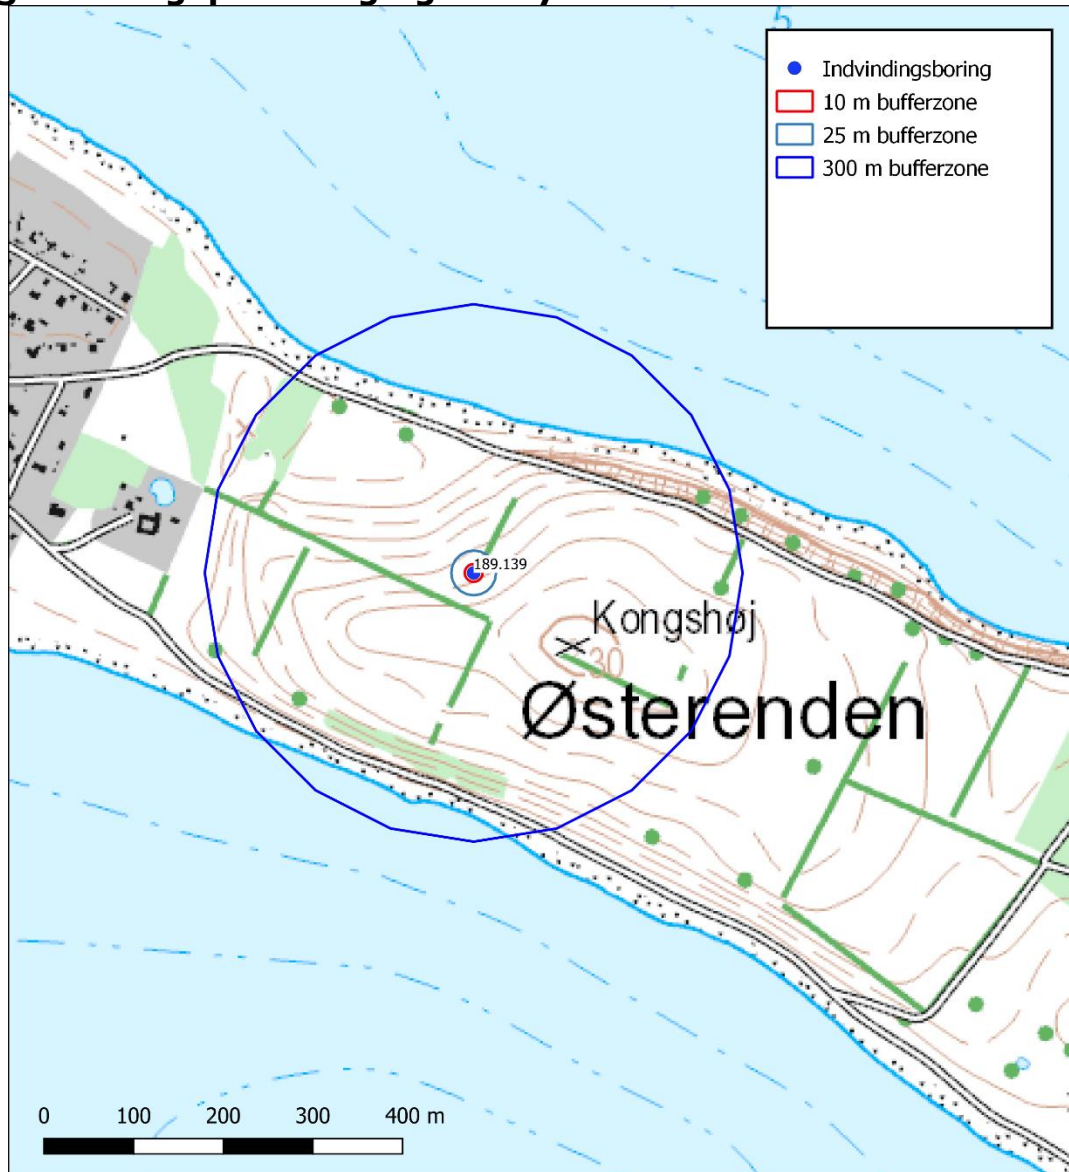 5
Indvindingsboring
10 m bufferzone
25 m bufferzone
300 m bufferzone
189.139
Kongshøj
30
Østerenden
0 100 200 300 400 m